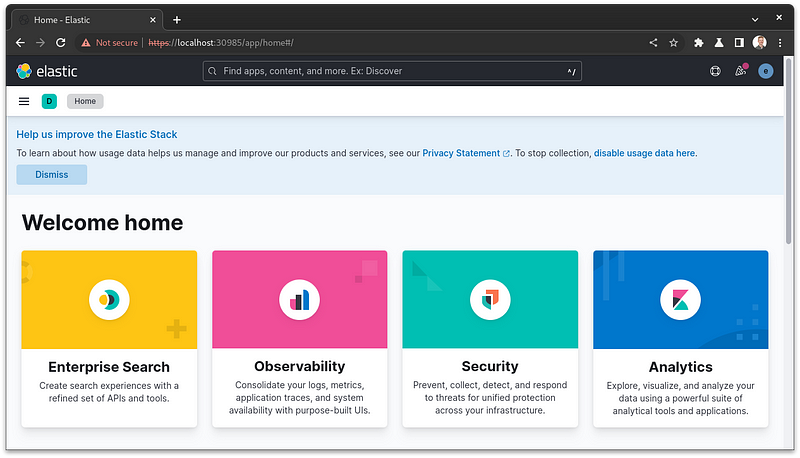 Home - Elastic
Not secure | https://localhost:30985/app/home#/
elastic
Find apps, content, and more. Ex: Discover
^/
e
D
Home
Help us improve the Elastic Stack
To learn about how usage data helps us manage and improve our products and services, see our Privacy Statement. To stop collection, disable usage data here.
Dismiss
Welcome home
Enterprise Search
Create search experiences with a
refined set of APIs and tools.
Observability
Consolidate your logs, metrics,
application traces, and system
availability with purpose-built UIs.
Security
Prevent, collect, detect, and respond
to threats for unified protection
across your infrastructure.
Analytics
Explore, visualize, and analyze your
data using a powerful suite of
analytical tools and applications.